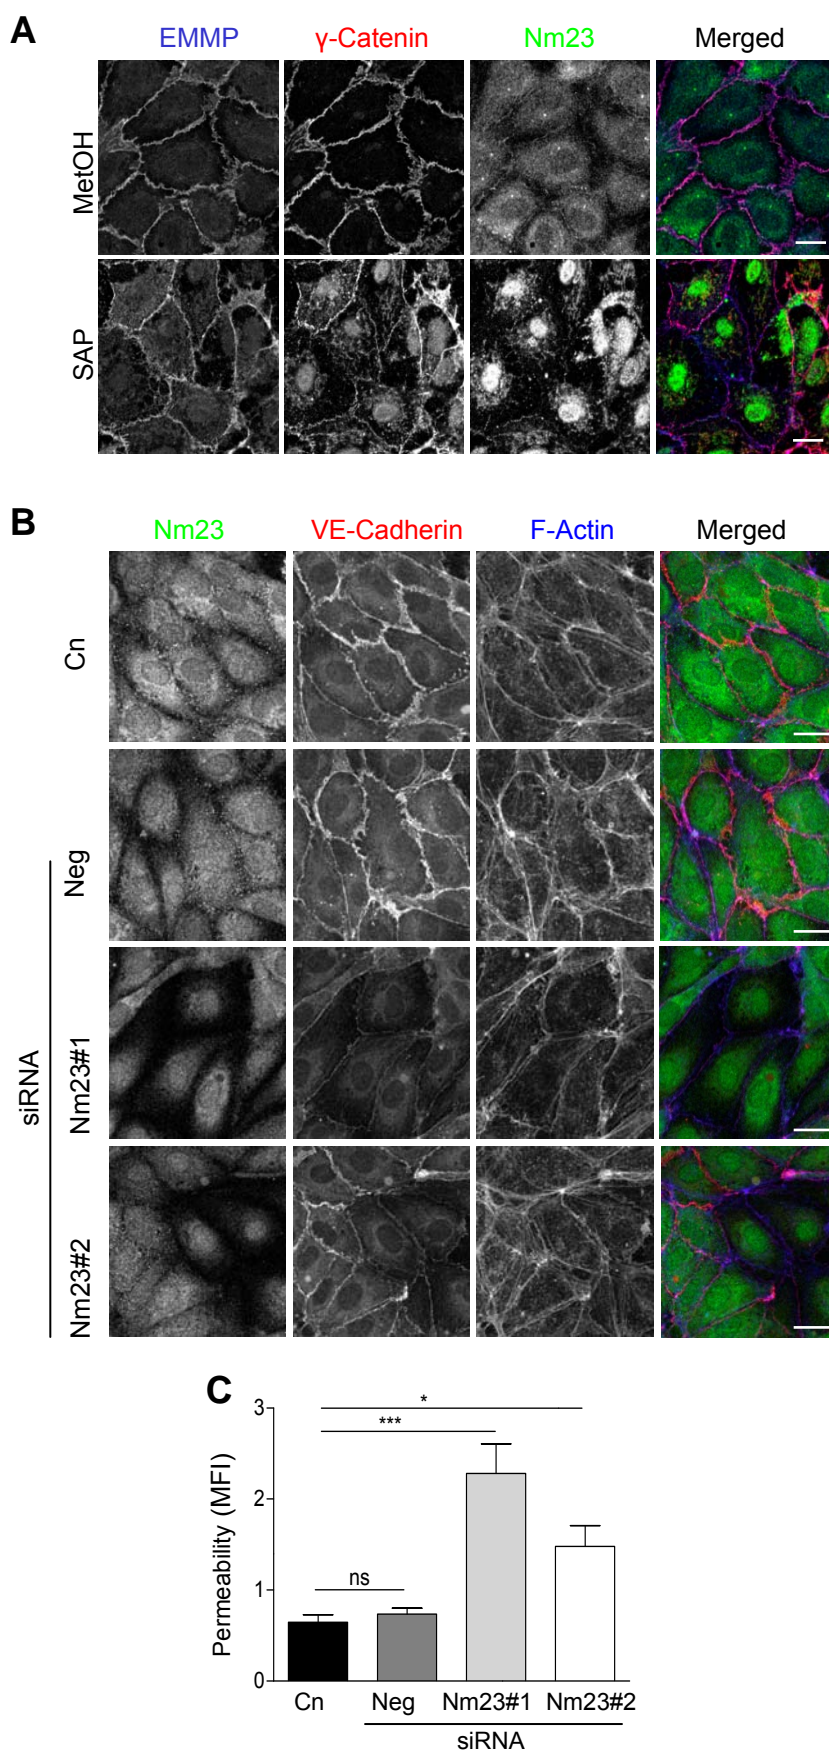 A
EMMP γ-Catenin Nm23 Merged
MetOH
SAP
B
Nm23 VE-Cadherin F-Actin Merged
Cn
Neg
Nm23#1
Nm23#2
siRNA
C
Permeability (MFI)
3
2
1
0
*
***
ns
Cn Neg Nm23#1 Nm23#2
siRNA